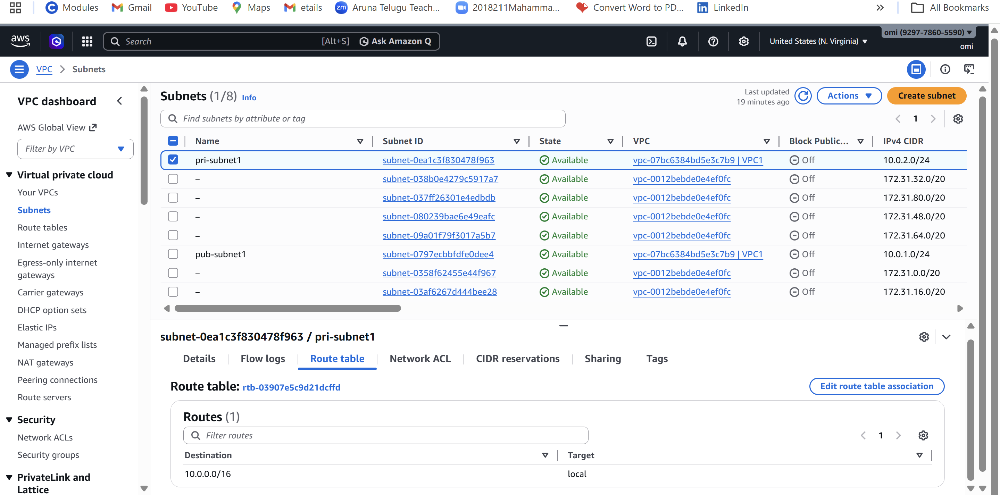 Modules Gmail YouTube Maps etails Aruna Telugu Teach... 2018211Mahamma... Convert Word to PD... LinkedIn All Bookmarks
aws Search [Alt+S] Ask Amazon Q United States (N. Virginia) omi (9297-7860-5590)
omi
VPC Subnets
VPC dashboard
AWS Global View
Filter by VPC
Virtual private cloud
Your VPCs
Subnets
Route tables
Internet gateways
Egress-only internet
gateways
Carrier gateways
DHCP option sets
Elastic IPs
Managed prefix lists
NAT gateways
Peering connections
Route servers
Security
Network ACLs
Security groups
PrivateLink and
Lattice
Subnets (1/8) Info
Last updated
19 minutes ago
Actions
Create subnet
Find subnets by attribute or tag
1
Name Subnet ID State VPC Block Public... IPv4 CIDR
pri-subnet1 subnet-0ea1c3f830478f963 Available vpc-07bc6384bd5e3c7b9 | VPC1 Off 10.0.2.0/24
– subnet-038b0e4279c5917a7 Available vpc-0012bebde0e4ef0fc Off 172.31.32.0/20
– subnet-037ff26301e4edbdb Available vpc-0012bebde0e4ef0fc Off 172.31.80.0/20
– subnet-080239bae6e49eafc Available vpc-0012bebde0e4ef0fc Off 172.31.48.0/20
– subnet-09a01f79f3017a5b7 Available vpc-0012bebde0e4ef0fc Off 172.31.64.0/20
pub-subnet1 subnet-0797ecbbfdfe0dee4 Available vpc-07bc6384bd5e3c7b9 | VPC1 Off 10.0.1.0/24
– subnet-0358f62455e44f967 Available vpc-0012bebde0e4ef0fc Off 172.31.0.0/20
– subnet-03af6267d444bee28 Available vpc-0012bebde0e4ef0fc Off 172.31.16.0/20
subnet-0ea1c3f830478f963 / pri-subnet1
Details Flow logs Route table Network ACL CIDR reservations Sharing Tags
Route table: rtb-03907e5c9d21dcffd
Edit route table association
Routes (1)
Filter routes
1
Destination Target
10.0.0.0/16 local